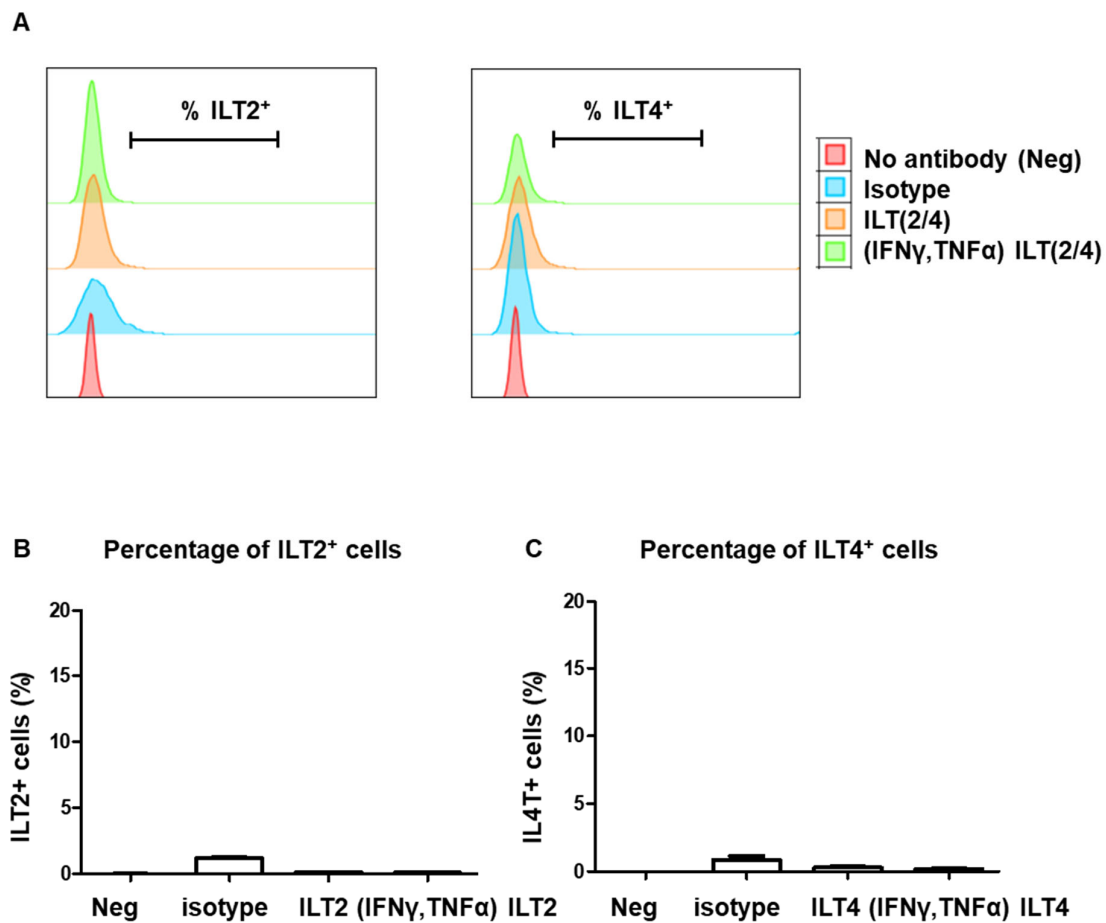 A
% ILT2⁺
% ILT4⁺
No antibody (Neg)
Isotype
ILT(2/4)
(IFNγ,TNFα) ILT(2/4)
B
Percentage of ILT2⁺ cells
ILT2+ cells (%)
20
15
10
5
0
Neg isotype ILT2 (IFNγ,TNFα) ILT2
C
Percentage of ILT4⁺ cells
IL4T+ cells (%)
20
15
10
5
0
Neg isotype ILT4 (IFNγ,TNFα) ILT4